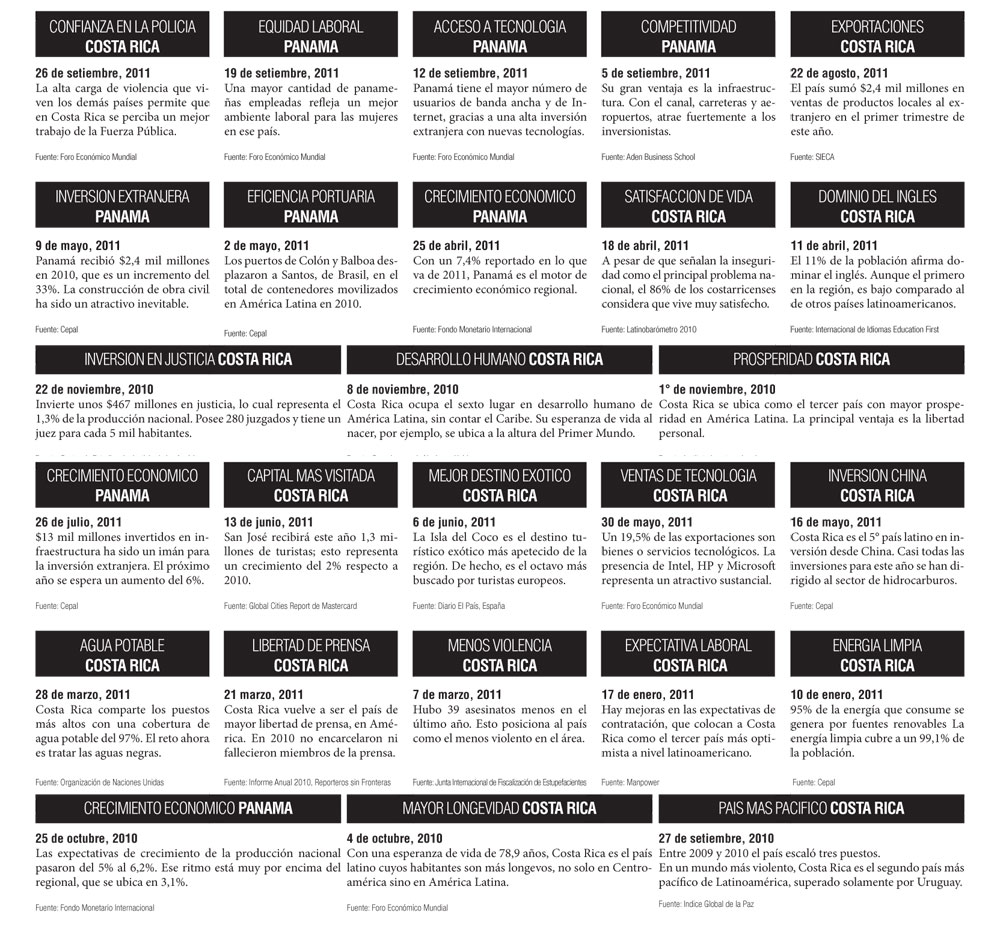 CONFIANZA EN LA POLICIA
COSTA RICA
26 de setiembre, 2011
La alta carga de violencia que vi-
ven los demás países permite que
en Costa Rica se perciba un mejor
trabajo de la Fuerza Pública.
Fuente: Foro Económico Mundial
EQUIDAD LABORAL
PANAMA
19 de setiembre, 2011
Una mayor cantidad de paname-
ñas empleadas refleja un mejor
ambiente laboral para las mujeres
en ese país.
Fuente: Foro Económico Mundial
ACCESO A TECNOLOGIA
PANAMA
12 de setiembre, 2011
Panamá tiene el mayor número de
usuarios de banda ancha y de In-
ternet, gracias a una alta inversión
extranjera con nuevas tecnologías.
Fuente: Foro Económico Mundial
COMPETITIVIDAD
PANAMA
5 de setiembre, 2011
Su gran ventaja es la infraestruc-
tura. Con el canal, carreteras y ae-
ropuertos, atrae fuertemente a los
inversionistas.
Fuente: Aden Business School
EXPORTACIONES
COSTA RICA
22 de agosto, 2011
El país sumó $2,4 mil millones en
ventas de productos locales al ex-
tranjero en el primer trimestre de
este año.
Fuente: SIECA
INVERSION EXTRANJERA
PANAMA
9 de mayo, 2011
Panamá recibió $2,4 mil millones
en 2010, que es un incremento del
33%. La construcción de obra civil
ha sido un atractivo inevitable.
Fuente: Cepal
EFICIENCIA PORTUARIA
PANAMA
2 de mayo, 2011
Los puertos de Colón y Balboa des-
plazaron a Santos, de Brasil, en el
total de contenedores movilizados
en América Latina en 2010.
Fuente: Cepal
CRECIMIENTO ECONOMICO
PANAMA
25 de abril, 2011
Con un 7,4% reportado en lo que
va de 2011, Panamá es el motor de
crecimiento económico regional.
Fuente: Fondo Monetario Internacional
SATISFACCION DE VIDA
COSTA RICA
18 de abril, 2011
A pesar de que señalan la inseguri-
dad como el principal problema na-
cional, el 86% de los costarricenses
considera que vive muy satisfecho.
Fuente: Latinobarómetro 2010
DOMINIO DEL INGLES
COSTA RICA
11 de abril, 2011
El 11% de la población afirma do-
minar el inglés. Aunque el primero
en la región, es bajo comparado al
de otros países latinoamericanos.
Fuente: Internacional de Idiomas Education First
INVERSION EN JUSTICIA COSTA RICA
22 de noviembre, 2010
Invierte unos $467 millones en justicia, lo cual representa el
1,3% de la producción nacional. Posee 280 juzgados y tiene un
juez para cada 5 mil habitantes.
DESARROLLO HUMANO COSTA RICA
8 de noviembre, 2010
Costa Rica ocupa el sexto lugar en desarrollo humano de
América Latina, sin contar el Caribe. Su esperanza de vida al
nacer, por ejemplo, se ubica a la altura del Primer Mundo.
PROSPERIDAD COSTA RICA
1° de noviembre, 2010
Costa Rica se ubica como el tercer país con mayor prospe-
ridad en América Latina. La principal ventaja es la libertad
personal.
CRECIMIENTO ECONOMICO
PANAMA
26 de julio, 2011
$13 mil millones invertidos en in-
fraestructura ha sido un imán para
la inversión extranjera. El próximo
año se espera un aumento del 6%.
Fuente: Cepal
CAPITAL MAS VISITADA
COSTA RICA
13 de junio, 2011
San José recibirá este año 1,3 mi-
llones de turistas; esto representa
un crecimiento del 2% respecto a
2010.
Fuente: Global Cities Report de Mastercard
MEJOR DESTINO EXOTICO
COSTA RICA
6 de junio, 2011
La Isla del Coco es el destino tu-
rístico exótico más apetecido de la
región. De hecho, es el octavo más
buscado por turistas europeos.
Fuente: Diario El País, España
VENTAS DE TECNOLOGIA
COSTA RICA
30 de mayo, 2011
Un 19,5% de las exportaciones son
bienes o servicios tecnológicos. La
presencia de Intel, HP y Microsoft
representa un atractivo sustancial.
Fuente: Foro Económico Mundial
INVERSION CHINA
COSTA RICA
16 de mayo, 2011
Costa Rica es el 5° país latino en in-
versión desde China. Casi todas las
inversiones para este año se han di-
rigido al sector de hidrocarburos.
Fuente: Cepal
AGUA POTABLE
COSTA RICA
28 de marzo, 2011
Costa Rica comparte los puestos
más altos con una cobertura de
agua potable del 97%. El reto ahora
es tratar las aguas negras.
Fuente: Organización de Naciones Unidas
LIBERTAD DE PRENSA
COSTA RICA
21 marzo, 2011
Costa Rica vuelve a ser el país de
mayor libertad de prensa, en Amé-
rica. En 2010 no encarcelaron ni
fallecieron miembros de la prensa.
Fuente: Informe Anual 2010. Reporteros sin Fronteras
MENOS VIOLENCIA
COSTA RICA
7 de marzo, 2011
Hubo 39 asesinatos menos en el
último año. Esto posiciona al país
como el menos violento en el área.
Fuente: Junta Internacional de Fiscalización de Estupefacientes
EXPECTATIVA LABORAL
COSTA RICA
17 de enero, 2011
Hay mejoras en las expectativas de
contratación, que colocan a Costa
Rica como el tercer país más opti-
mista a nivel latinoamericano.
Fuente: Manpower
ENERGIA LIMPIA
COSTA RICA
10 de enero, 2011
95% de la energía que consume se
genera por fuentes renovables La
energía limpia cubre a un 99,1% de
la población.
Fuente: Cepal
CRECIMIENTO ECONOMICO PANAMA
25 de octubre, 2010
Las expectativas de crecimiento de la producción nacional
pasaron del 5% al 6,2%. Ese ritmo está muy por encima del
regional, que se ubica en 3,1%.
Fuente: Fondo Monetario Internacional
MAYOR LONGEVIDAD COSTA RICA
4 de octubre, 2010
Con una esperanza de vida de 78,9 años, Costa Rica es el país
latino cuyos habitantes son más longevos, no solo en Centro-
américa sino en América Latina.
Fuente: Foro Económico Mundial
PAIS MAS PACIFICO COSTA RICA
27 de setiembre, 2010
Entre 2009 y 2010 el país escaló tres puestos.
En un mundo más violento, Costa Rica es el segundo país más
pacífico de Latinoamérica, superado solamente por Uruguay.
Fuente: Indice Global de la Paz